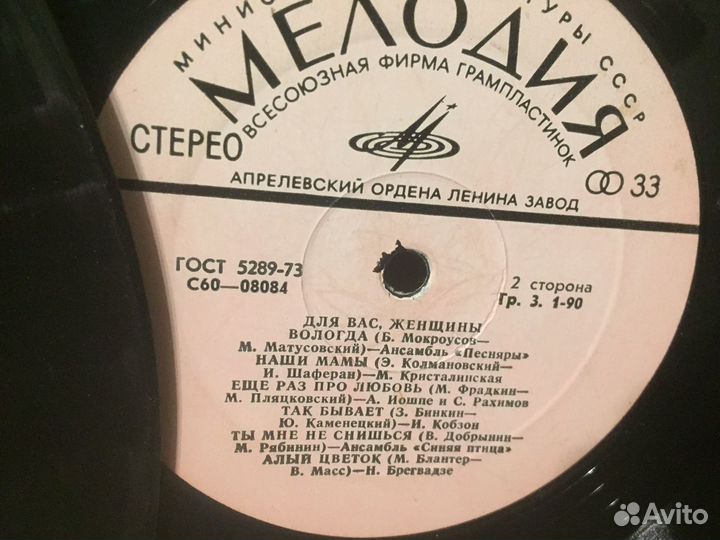 МИНИС ТУРЫ СССР
МЕЛОДИЯ
ВСЕСОЮЗНАЯ ФИРМА ГРАМПЛАСТИНОК
СТЕРЕО
33
АПРЕЛЕВСКИЙ ОРДЕНА ЛЕНИНА ЗАВОД
ГОСТ 5289-73
С60—08084
2 сторона
Гр. 3. 1-90
ДЛЯ ВАС, ЖЕНЩИНЫ
ВОЛОГДА (Б. Мокроусов—
М. Матусовский)—Ансамбль «Песняры»
НАШИ МАМЫ (Э. Колмановский—
И. Шаферан)—М. Кристалинская
ЕЩЕ РАЗ ПРО ЛЮБОВЬ (М. Фрадкин—
М. Пляцковский)—А. Иошпе и С. Рахимов
ТАК БЫВАЕТ (З. Бинкин—
Ю. Каменецкий)—И. Кобзон
ТЫ МНЕ НЕ СНИШЬСЯ (В. Добрынин—
М. Рябинин)—Ансамбль «Синяя птица»
АЛЫЙ ЦВЕТОК (М. Блантер—
В. Масс)—Н. Брегвадзе
Avito